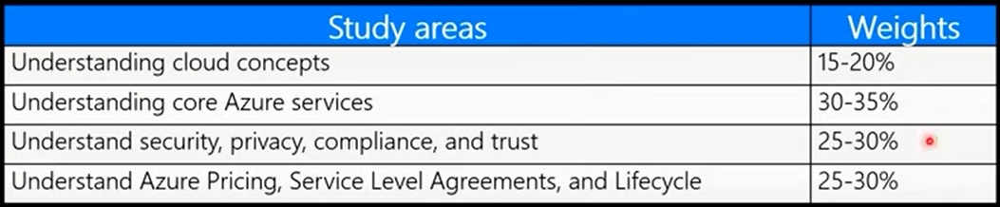 Study areas Weights
Understanding cloud concepts 15-20%
Understanding core Azure services 30-35%
Understand security, privacy, compliance, and trust 25-30%
Understand Azure Pricing, Service Level Agreements, and Lifecycle 25-30%